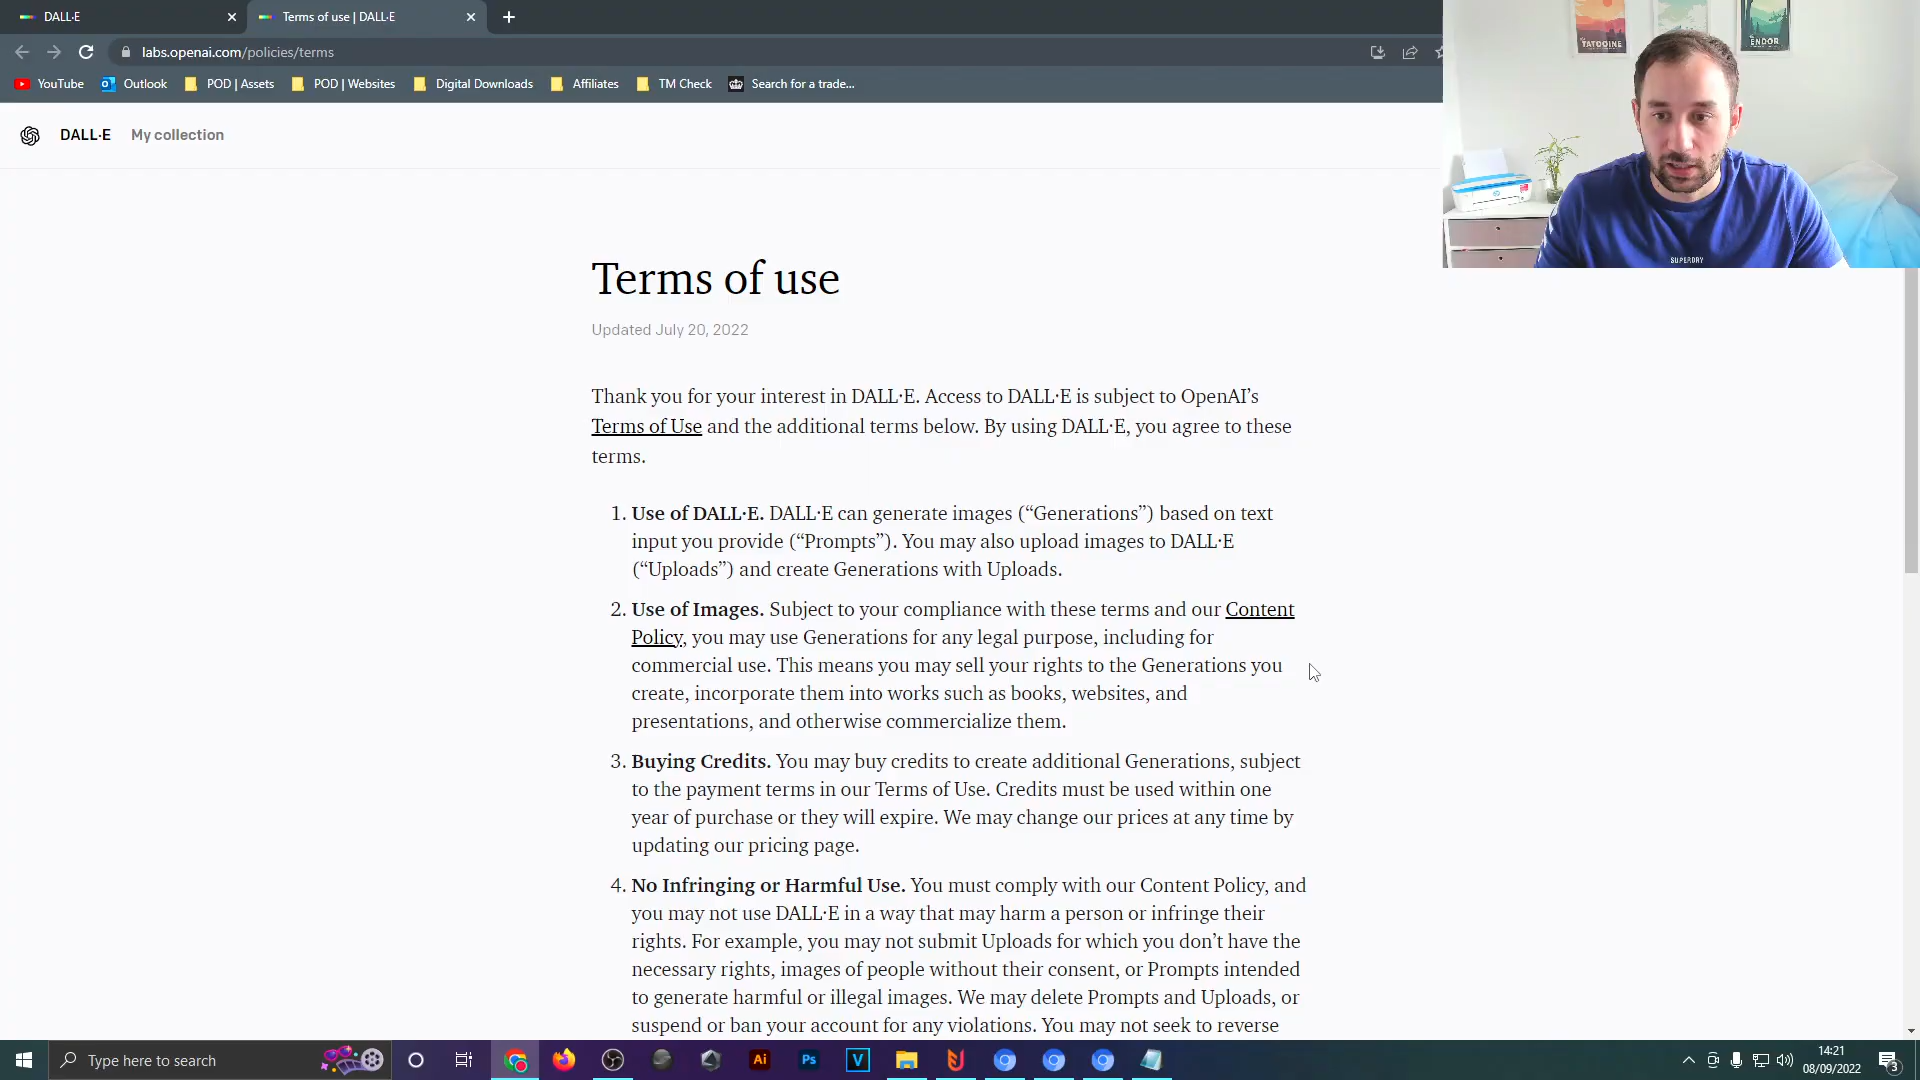 DALL·E
Terms of use | DALL·E
labs.openai.com/policies/terms
YouTube
Outlook
POD | Assets
POD | Websites
Digital Downloads
Affiliates
TM Check
Search for a trade...
TATOOINE
ENDOR
SUPERDRY
DALL·E
My collection
Terms of use
Updated July 20, 2022
Thank you for your interest in DALL·E. Access to DALL·E is subject to OpenAI’s
Terms of Use and the additional terms below. By using DALL·E, you agree to these
terms.
1. Use of DALL·E. DALL·E can generate images (“Generations”) based on text
input you provide (“Prompts”). You may also upload images to DALL·E
(“Uploads”) and create Generations with Uploads.
2. Use of Images. Subject to your compliance with these terms and our Content
Policy, you may use Generations for any legal purpose, including for
commercial use. This means you may sell your rights to the Generations you
create, incorporate them into works such as books, websites, and
presentations, and otherwise commercialize them.
3. Buying Credits. You may buy credits to create additional Generations, subject
to the payment terms in our Terms of Use. Credits must be used within one
year of purchase or they will expire. We may change our prices at any time by
updating our pricing page.
4. No Infringing or Harmful Use. You must comply with our Content Policy, and
you may not use DALL·E in a way that may harm a person or infringe their
rights. For example, you may not submit Uploads for which you don’t have the
necessary rights, images of people without their consent, or Prompts intended
to generate harmful or illegal images. We may delete Prompts and Uploads, or
suspend or ban your account for any violations. You may not seek to reverse
Type here to search
Ai
Ps
V
14:21
08/09/2022
3